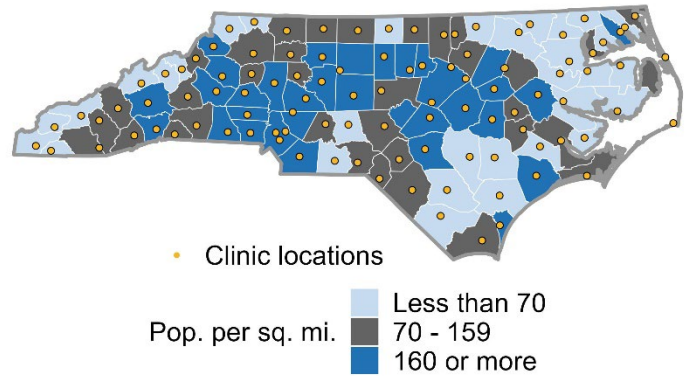 Clinic locations
Pop. per sq. mi.
Less than 70
70 - 159
160 or more